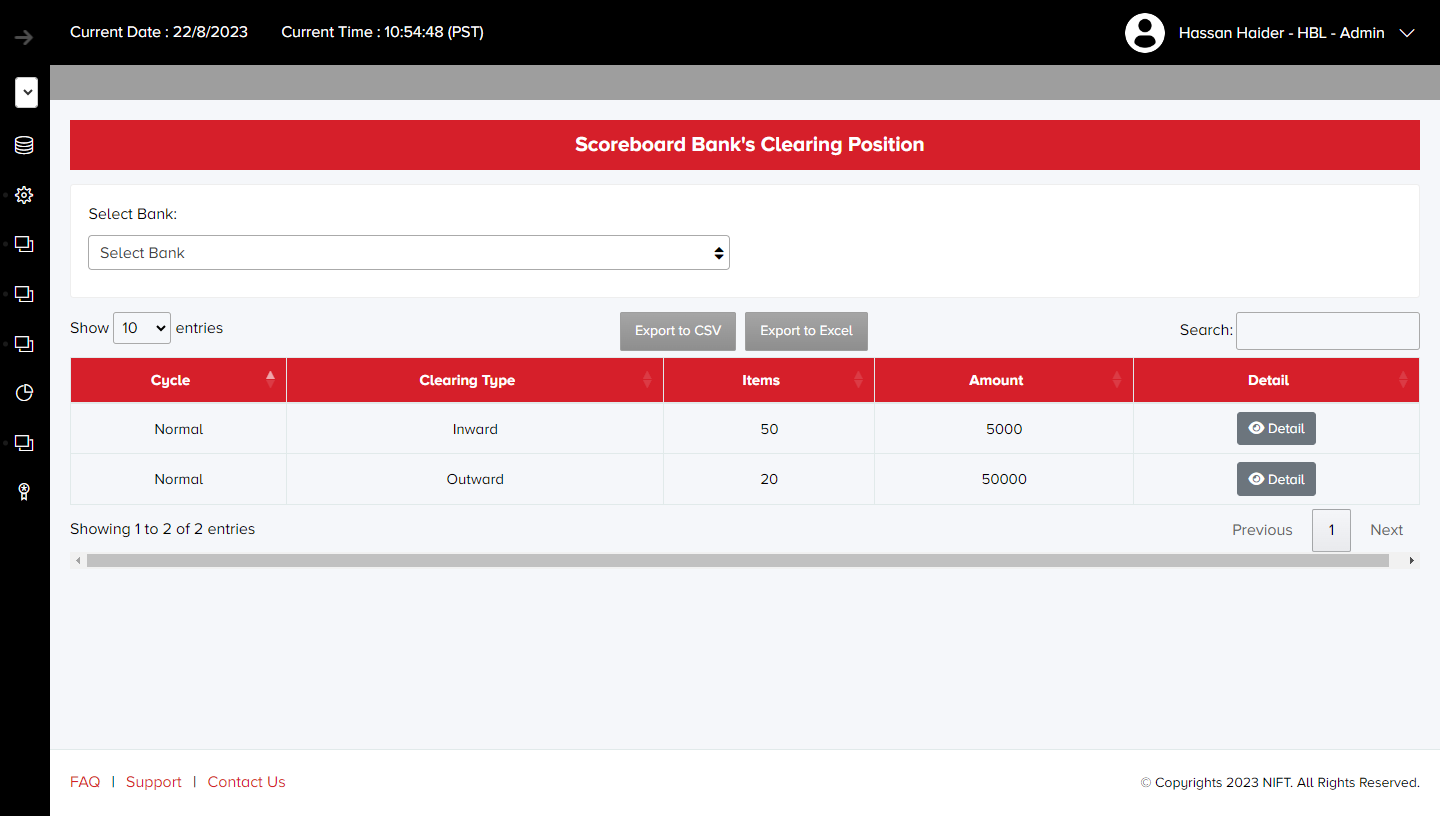 Current Date : 22/8/2023 Current Time : 10:54:48 (PST) Hassan Haider - HBL - Admin
Scoreboard Bank's Clearing Position
Select Bank:
Select Bank
Show 10 entries Export to CSV Export to Excel Search:
Cycle Clearing Type Items Amount Detail
Normal Inward 50 5000 Detail
Normal Outward 20 50000 Detail
Showing 1 to 2 of 2 entries Previous 1 Next
FAQ | Support | Contact Us © Copyrights 2023 NIFT. All Rights Reserved.